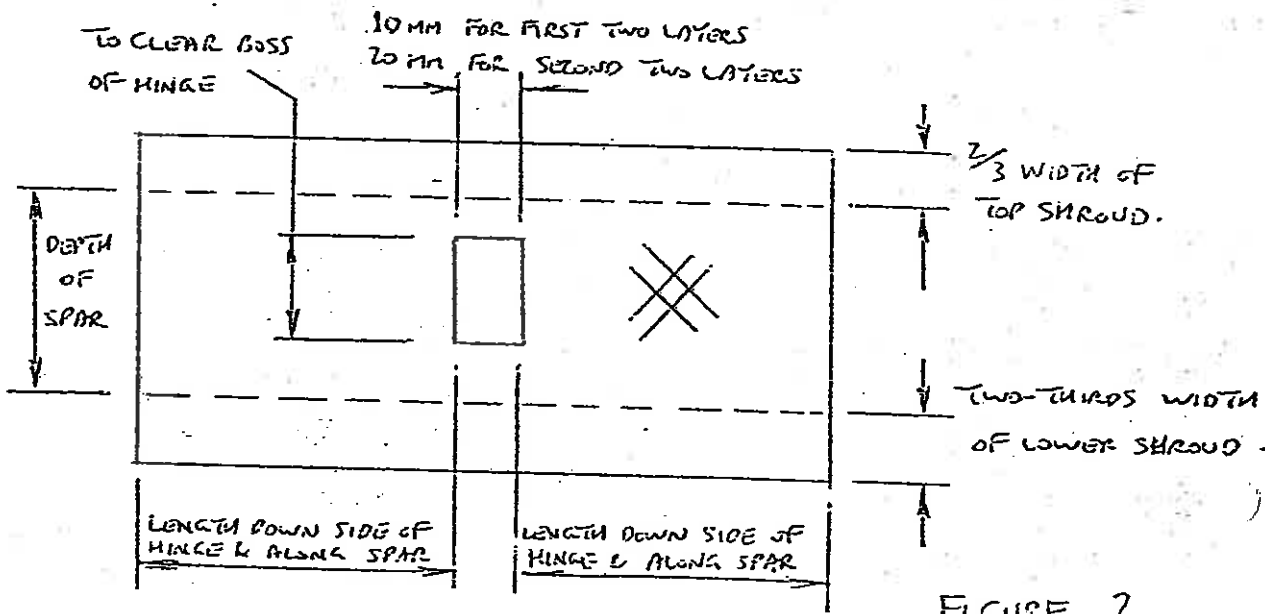 TO CLEAR BOSS
OF HINGE
10 MM FOR FIRST TWO LAYERS
20 MM FOR SECOND TWO LAYERS
2/3 WIDTH OF
TOP SHROUD.
DEPTH
OF
SPAR
TWO-THIRDS WIDTH
OF LOWER SHROUD.
LENGTH DOWN SIDE OF
HINGE & ALONG SPAR
LENGTH DOWN SIDE OF
HINGE & ALONG SPAR
FIGURE 2